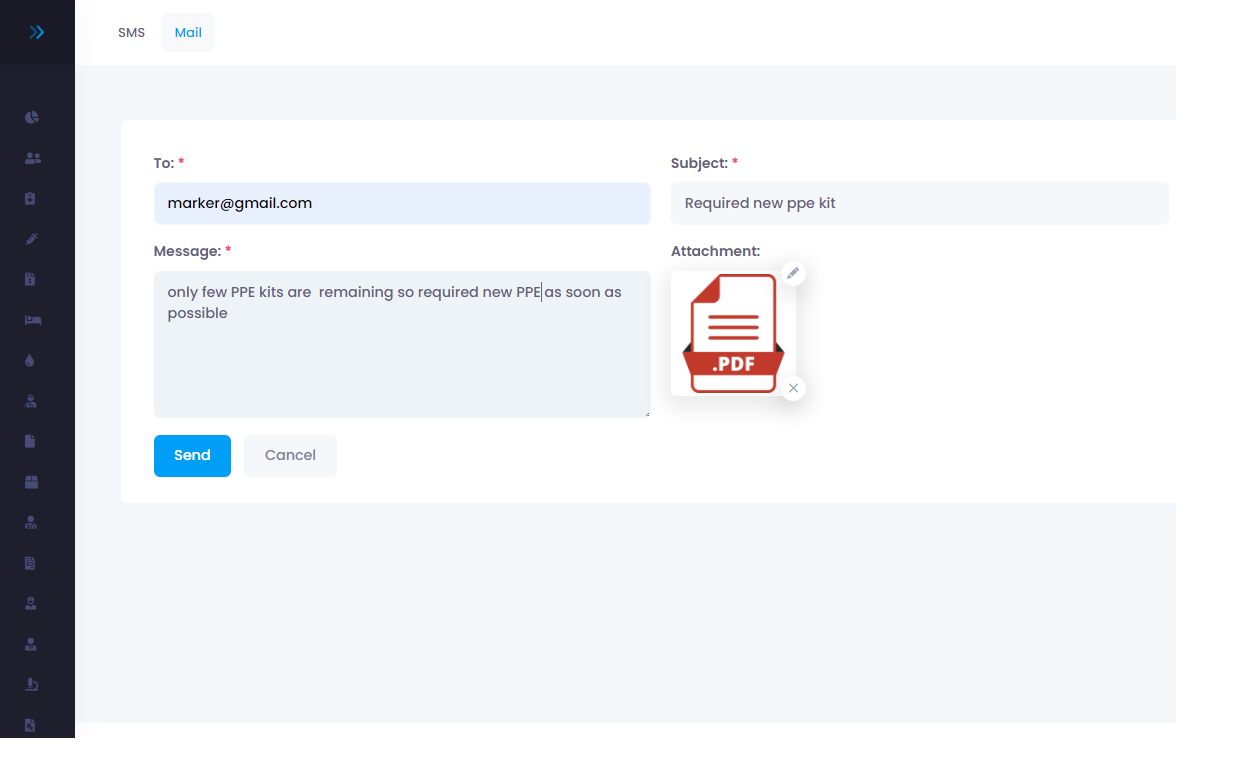 SMS Mail
To: * Subject: *
marker@gmail.com Required new ppe kit
Message: * Attachment:
only few PPE kits are  remaining so required new PPE as soon as
possible
.PDF
Send Cancel